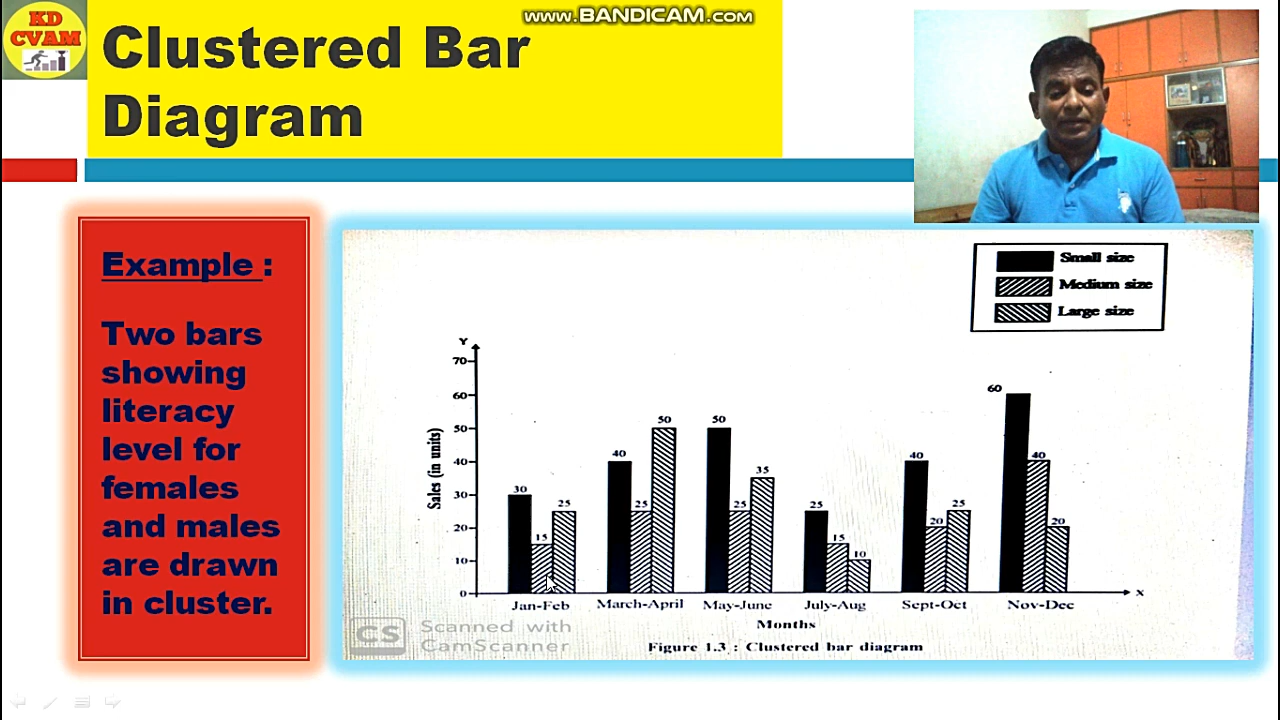 KD
CVAM
www.BANDICAM.com
Clustered Bar
Diagram
Example :
Two bars
showing
literacy
level for
females
and males
are drawn
in cluster.
Small size
Medium size
Large size
Y
70
60
50
40
30
20
10
0
Sales (in units)
30 15 25
40 25 50
50 25 35
25 15 10
40 20 25
60 40 20
Jan-Feb March-April May-June July-Aug Sept-Oct Nov-Dec
X
Months
Figure 1.3 : Clustered bar diagram
CS Scanned with
CamScanner